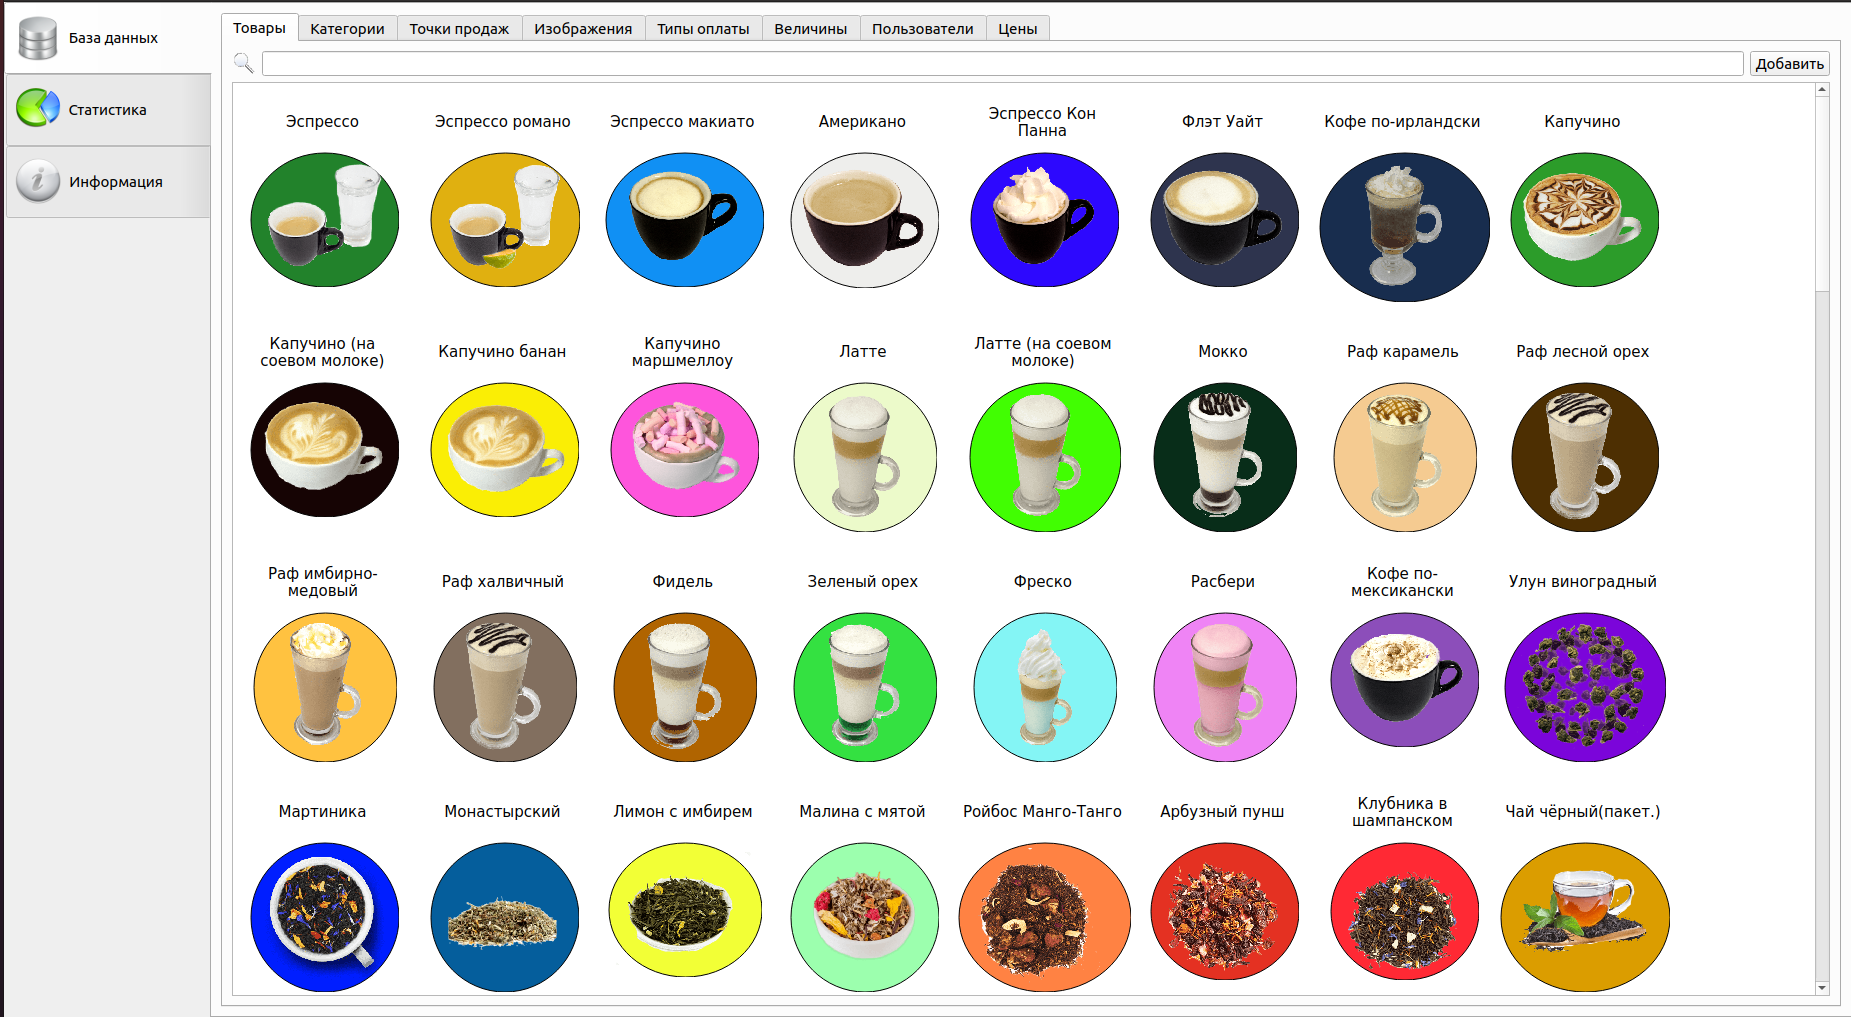 База данных
Статистика
Информация
Товары
Категории
Точки продаж
Изображения
Типы оплаты
Величины
Пользователи
Цены
Добавить
Эспрессо
Эспрессо романо
Эспрессо макиато
Американо
Эспрессо Кон
Панна
Флэт Уайт
Кофе по-ирландски
Капучино
Капучино (на
соевом молоке)
Капучино банан
Капучино
маршмеллоу
Латте
Латте (на соевом
молоке)
Мокко
Раф карамель
Раф лесной орех
Раф имбирно-
медовый
Раф халвичный
Фидель
Зеленый орех
Фреско
Расбери
Кофе по-
мексикански
Улун виноградный
Мартиника
Монастырский
Лимон с имбирем
Малина с мятой
Ройбос Манго-Танго
Арбузный пунш
Клубника в
шампанском
Чай чёрный(пакет.)